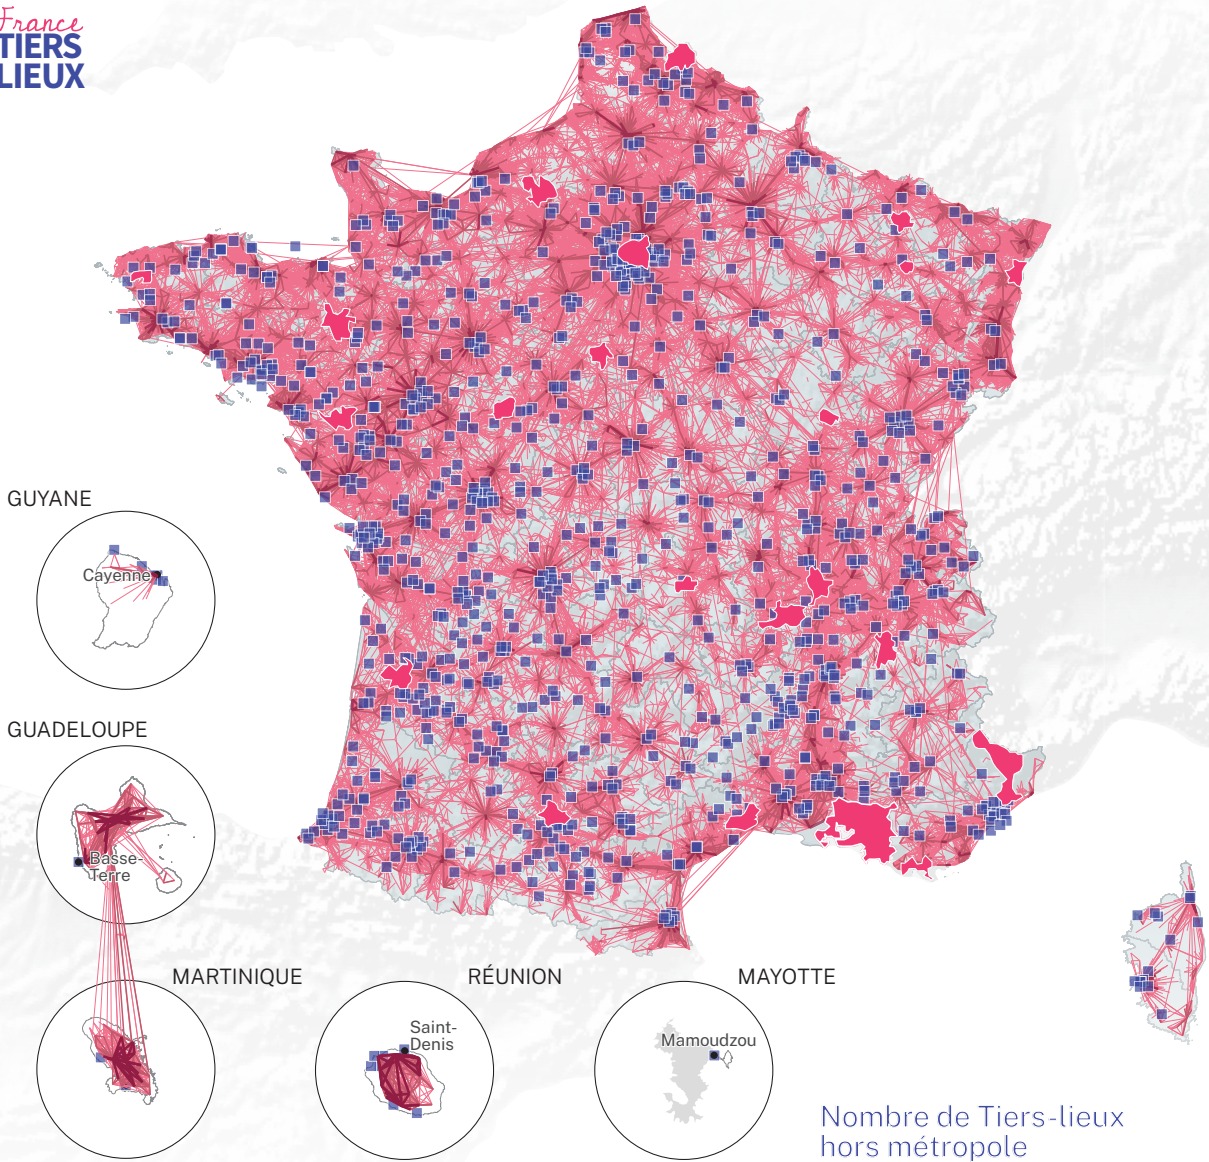 France
TIERS
LIEUX
GUYANE
Cayenne
GUADELOUPE
Basse-
Terre
MARTINIQUE
RÉUNION
MAYOTTE
Saint-
Denis
Mamoudzou
Nombre de Tiers-lieux
hors métropole